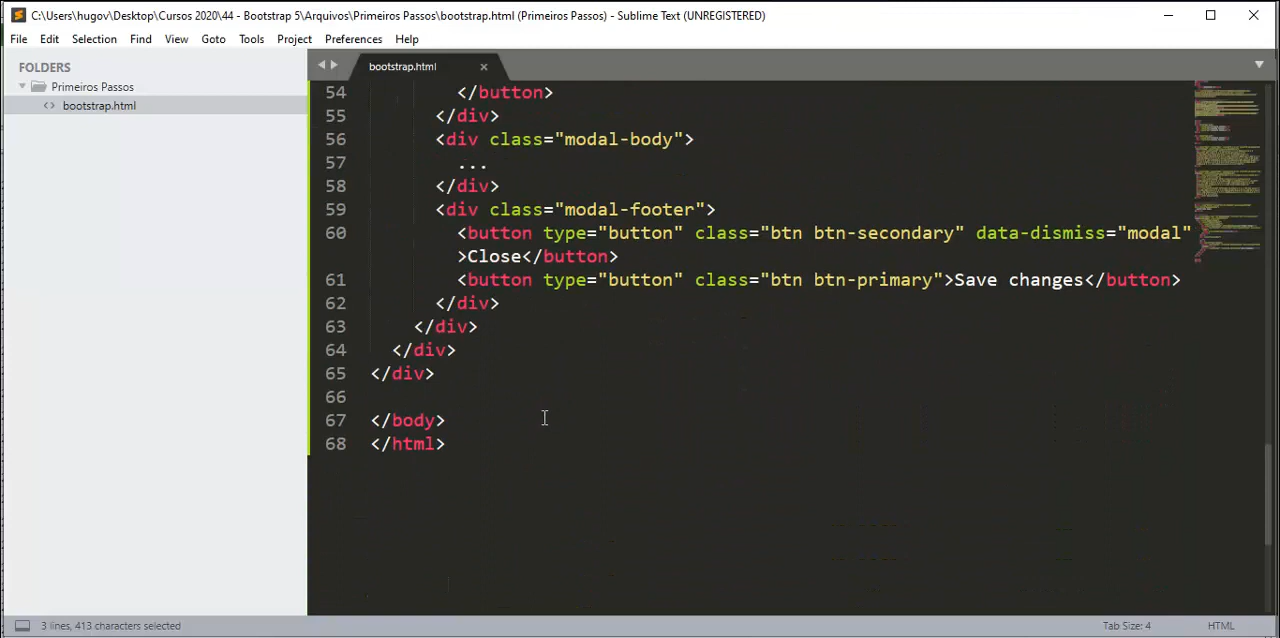 C:\Users\hugov\Desktop\Cursos 2020\44 - Bootstrap 5\Arquivos\Primeiros Passos\bootstrap.html (Primeiros Passos) - Sublime Text (UNREGISTERED)
File Edit Selection Find View Goto Tools Project Preferences Help
FOLDERS
Primeiros Passos
bootstrap.html
bootstrap.html
54 </button>
55 </div>
56 <div class="modal-body">
57 ...
58 </div>
59 <div class="modal-footer">
60 <button type="button" class="btn btn-secondary" data-dismiss="modal"
>Close</button>
61 <button type="button" class="btn btn-primary">Save changes</button>
62 </div>
63 </div>
64 </div>
65 </div>
66
67 </body>
68 </html>
3 lines, 413 characters selected
Tab Size: 4
HTML